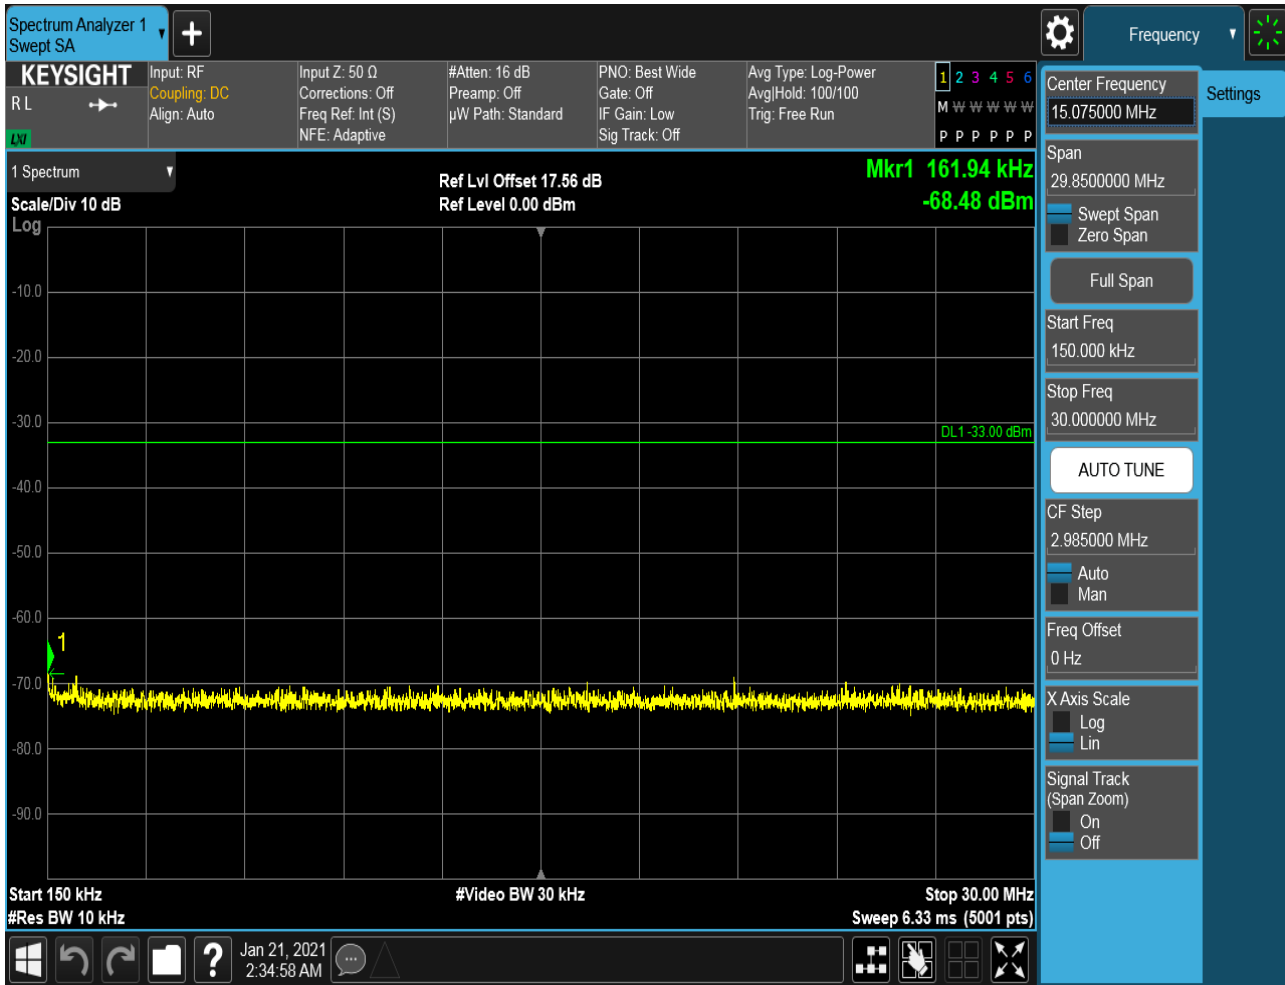 Spectrum Analyzer 1
Swept SA
+
Frequency
KEYSIGHT
R L
LXI
Input: RF
Coupling: DC
Align: Auto
Input Z: 50 Ω
Corrections: Off
Freq Ref: Int (S)
NFE: Adaptive
#Atten: 16 dB
Preamp: Off
µW Path: Standard
PNO: Best Wide
Gate: Off
IF Gain: Low
Sig Track: Off
Avg Type: Log-Power
Avg|Hold: 100/100
Trig: Free Run
1 2 3 4 5 6
M W W W W W
P P P P P P
1 Spectrum
Scale/Div 10 dB
Log
Ref Lvl Offset 17.56 dB
Ref Level 0.00 dBm
Mkr1 161.94 kHz
-68.48 dBm
-10.0
-20.0
-30.0
DL1 -33.00 dBm
-40.0
-50.0
-60.0
1
-70.0
-80.0
-90.0
Start 150 kHz
#Video BW 30 kHz
Stop 30.00 MHz
#Res BW 10 kHz
Sweep 6.33 ms (5001 pts)
?
Jan 21, 2021
2:34:58 AM
Center Frequency
15.075000 MHz
Settings
Span
29.8500000 MHz
Swept Span
Zero Span
Full Span
Start Freq
150.000 kHz
Stop Freq
30.000000 MHz
AUTO TUNE
CF Step
2.985000 MHz
Auto
Man
Freq Offset
0 Hz
X Axis Scale
Log
Lin
Signal Track
(Span Zoom)
On
Off